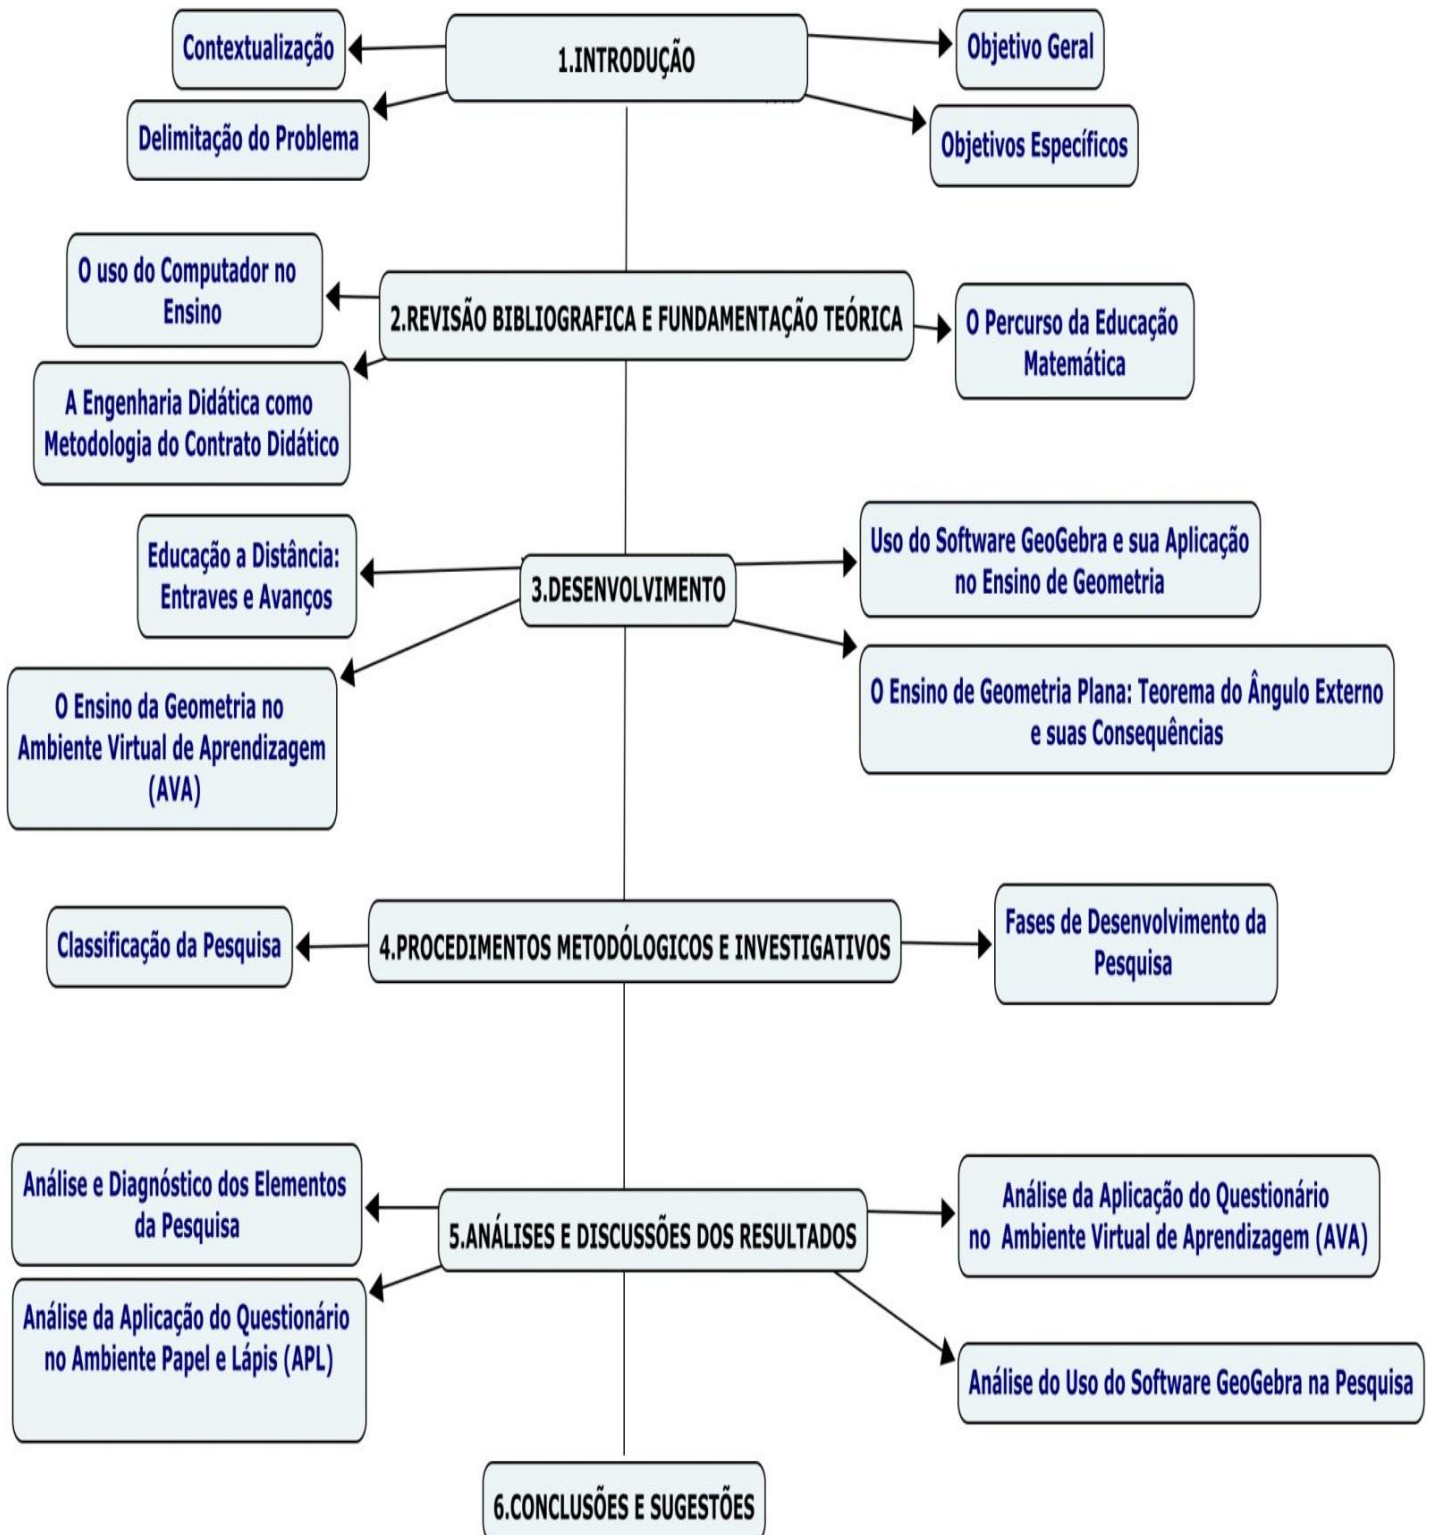 1.INTRODUÇÃO
Contextualização
Delimitação do Problema
Objetivo Geral
Objetivos Específicos
2.REVISÃO BIBLIOGRAFICA E FUNDAMENTAÇÃO TEÓRICA
O uso do Computador no
Ensino
A Engenharia Didática como
Metodologia do Contrato Didático
O Percurso da Educação
Matemática
3.DESENVOLVIMENTO
Educação a Distância:
Entraves e Avanços
O Ensino da Geometria no
Ambiente Virtual de Aprendizagem
(AVA)
Uso do Software GeoGebra e sua Aplicação
no Ensino de Geometria
O Ensino de Geometria Plana: Teorema do Ângulo Externo
e suas Consequências
4.PROCEDIMENTOS METODÓLOGICOS E INVESTIGATIVOS
Classificação da Pesquisa
Fases de Desenvolvimento da
Pesquisa
5.ANÁLISES E DISCUSSÕES DOS RESULTADOS
Análise e Diagnóstico dos Elementos
da Pesquisa
Análise da Aplicação do Questionário
no Ambiente Papel e Lápis (APL)
Análise da Aplicação do Questionário
no Ambiente Virtual de Aprendizagem (AVA)
Análise do Uso do Software GeoGebra na Pesquisa
6.CONCLUSÕES E SUGESTÕES